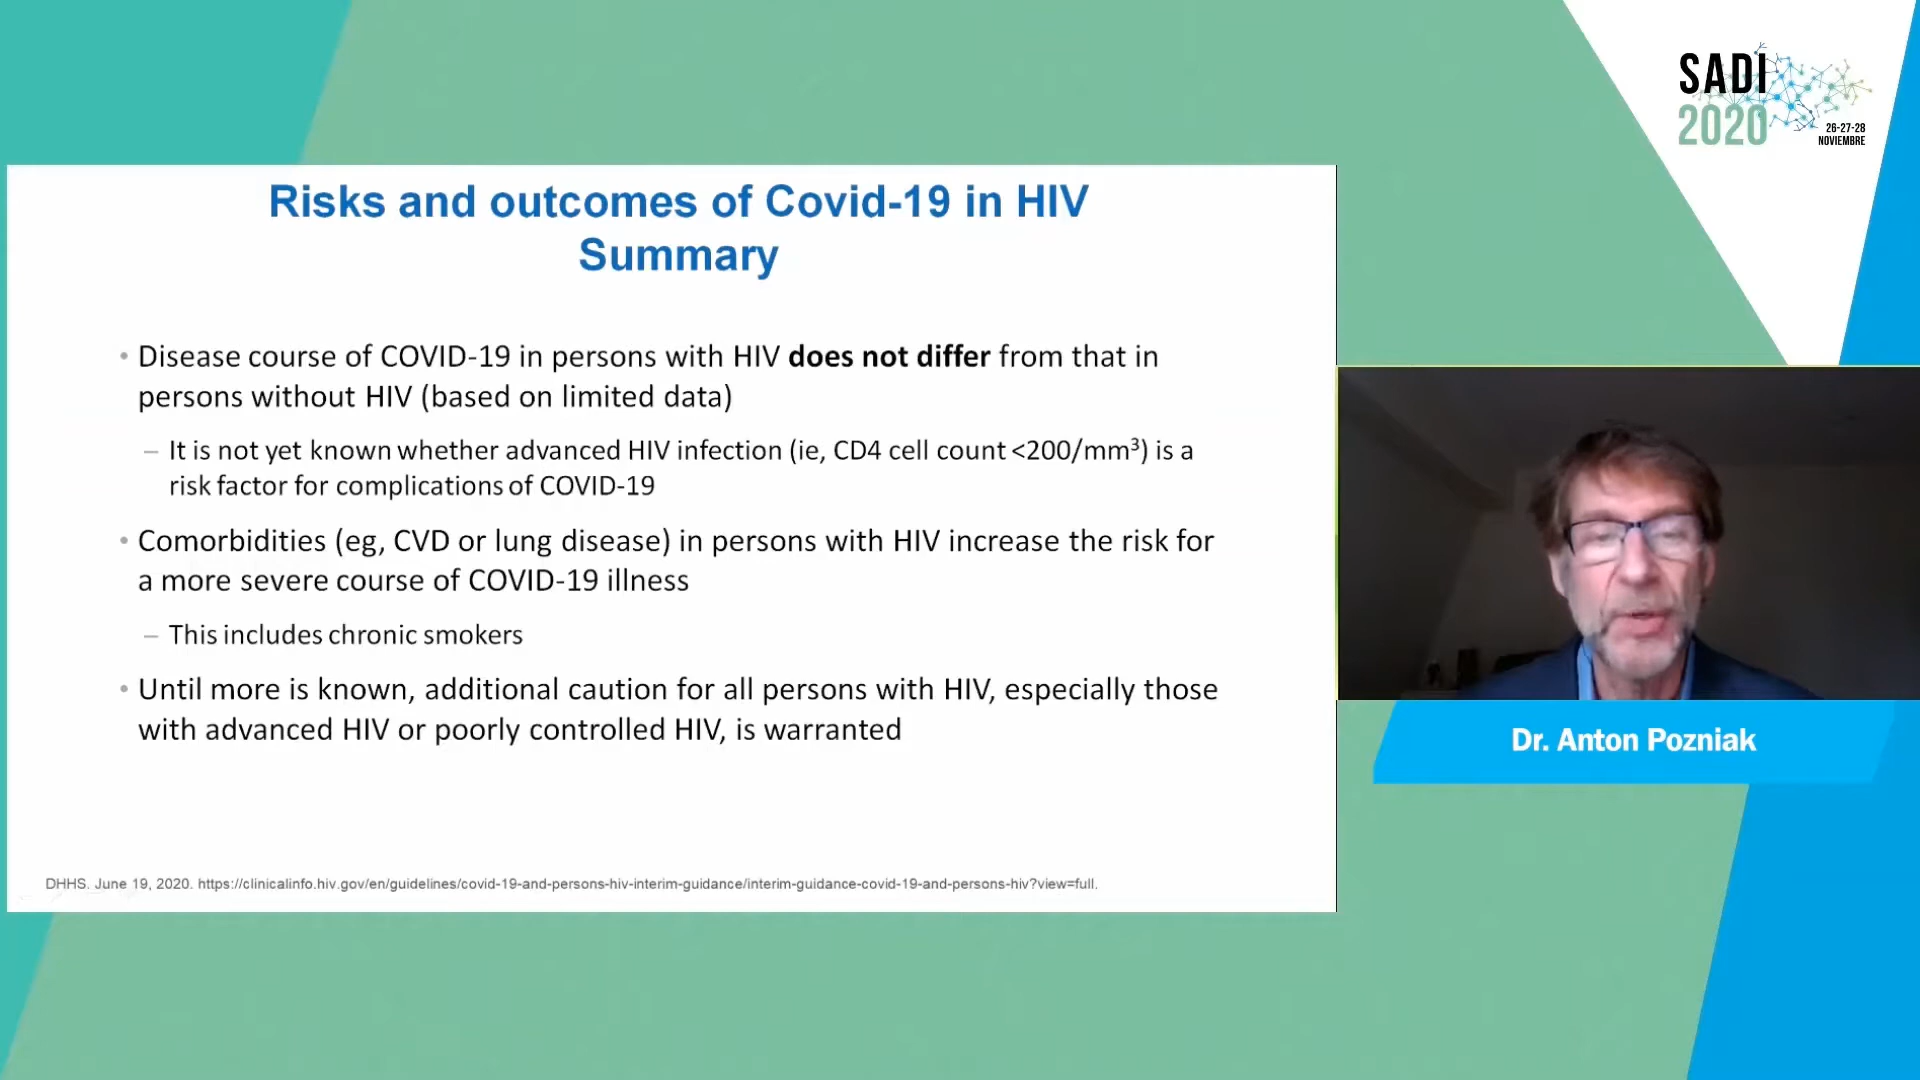 SADI
2020
26-27-28
NOVIEMBRE
Risks and outcomes of Covid-19 in HIV
Summary
• Disease course of COVID-19 in persons with HIV does not differ from that in
persons without HIV (based on limited data)
– It is not yet known whether advanced HIV infection (ie, CD4 cell count <200/mm³) is a
risk factor for complications of COVID-19
• Comorbidities (eg, CVD or lung disease) in persons with HIV increase the risk for
a more severe course of COVID-19 illness
– This includes chronic smokers
• Until more is known, additional caution for all persons with HIV, especially those
with advanced HIV or poorly controlled HIV, is warranted
DHHS. June 19, 2020. https://clinicalinfo.hiv.gov/en/guidelines/covid-19-and-persons-hiv-interim-guidance/interim-guidance-covid-19-and-persons-hiv?view=full.
Dr. Anton Pozniak